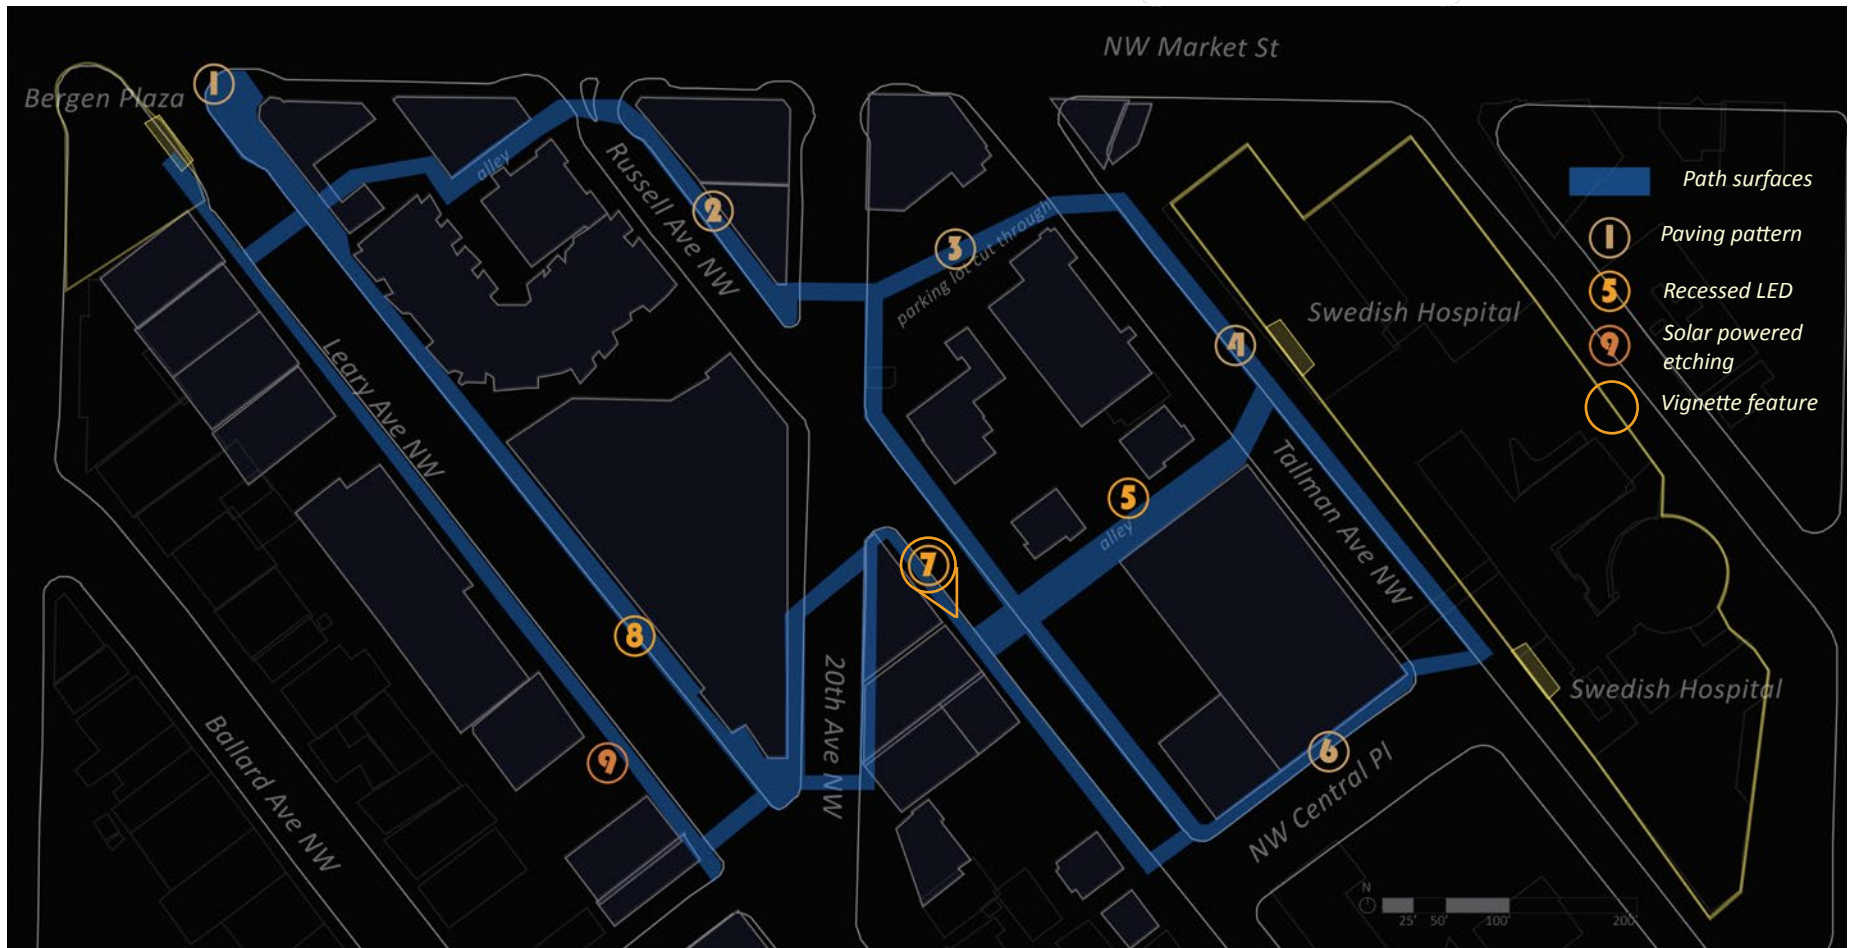 NW Market St
Bergen Plaza
1
alley
Russell Ave NW
2
3
parking lot cut through
Path surfaces
1
Paving pattern
5
Recessed LED
9
Solar powered
etching
Vignette feature
Swedish Hospital
4
Leary Ave NW
Tallman Ave NW
5
alley
7
8
20th Ave NW
Swedish Hospital
9
6
Ballard Ave NW
NW Central Pl
N
25' 50' 100' 200'